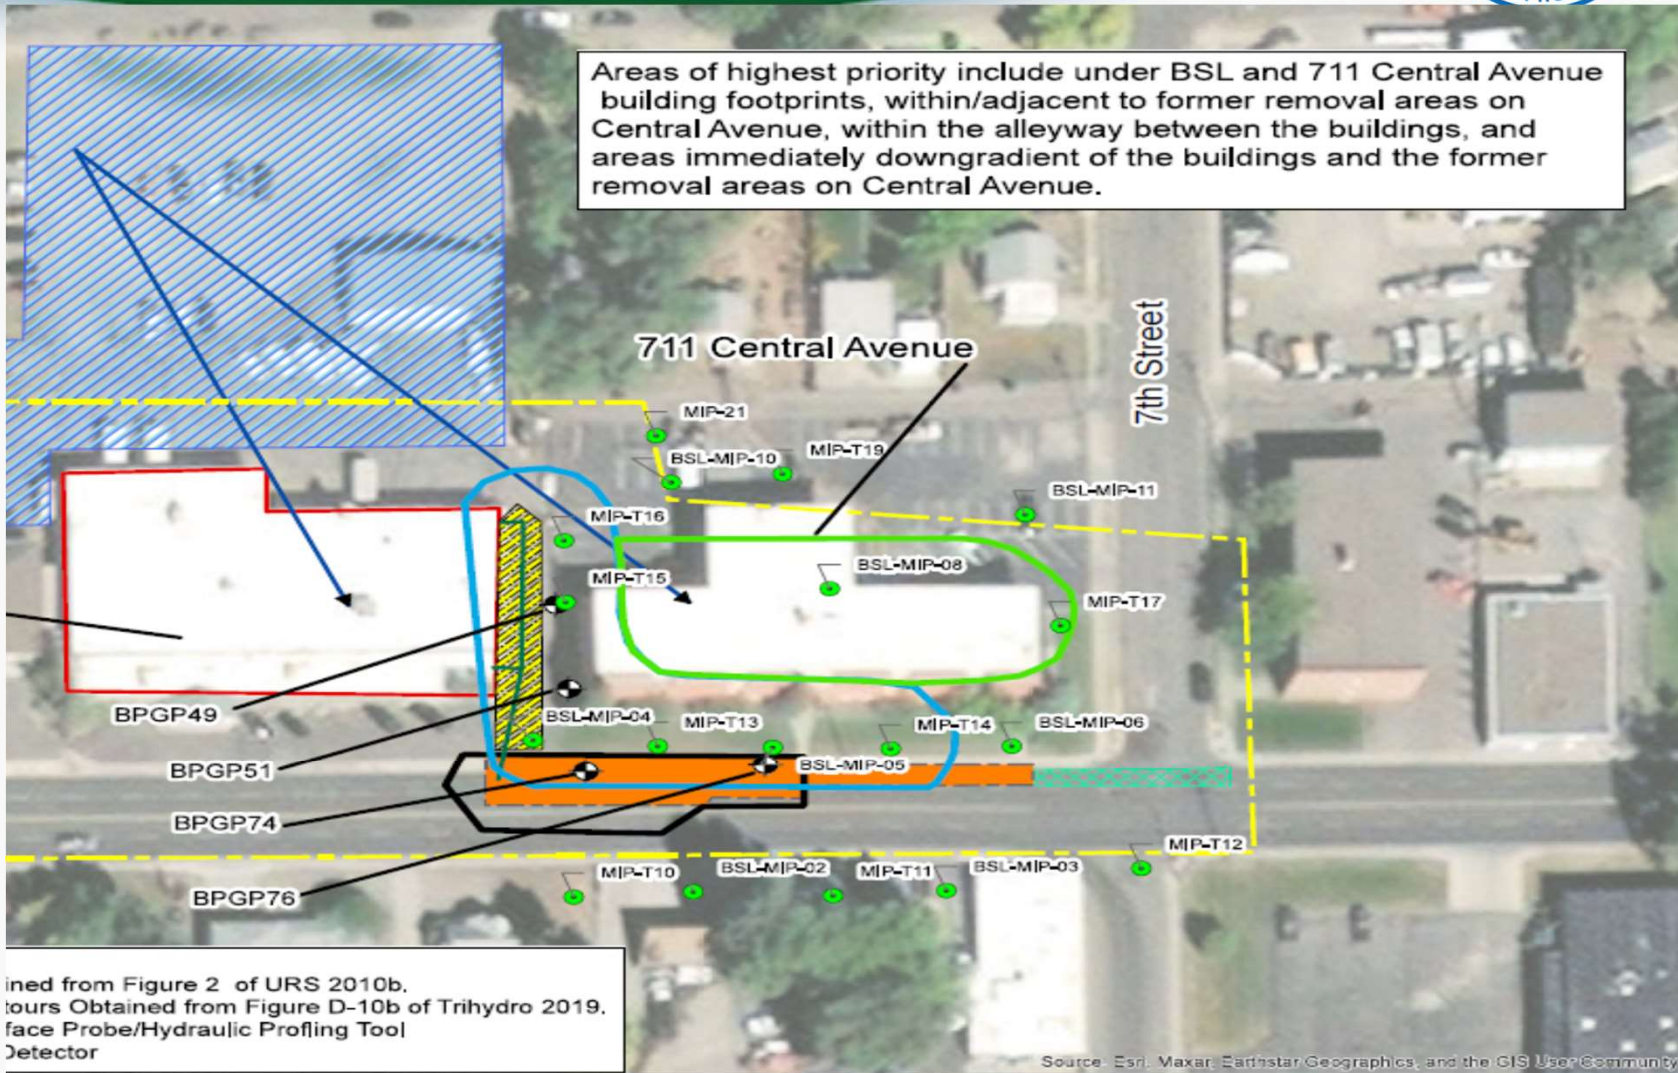 Areas of highest priority include under BSL and 711 Central Avenue
building footprints, within/adjacent to former removal areas on
Central Avenue, within the alleyway between the buildings, and
areas immediately downgradient of the buildings and the former
removal areas on Central Avenue.
711 Central Avenue
7th Street
MIP-21
BSL-MIP-10
MIP-T19
BSL-MIP-11
MIP-T16
BSL-MIP-08
MIP-T15
MIP-T17
BPGP49
BSL-MIP-04
MIP-T13
MIP-T14
BSL-MIP-06
BPGP51
BSL-MIP-05
BPGP74
MIP-T12
MIP-T10
BSL-MIP-02
MIP-T11
BSL-MIP-03
BPGP76
ined from Figure 2 of URS 2010b.
tours Obtained from Figure D-10b of Trihydro 2019.
face Probe/Hydraulic Profling Tool
Detector
Source: Esri, Maxar, Earthstar Geographics, and the GIS User Community